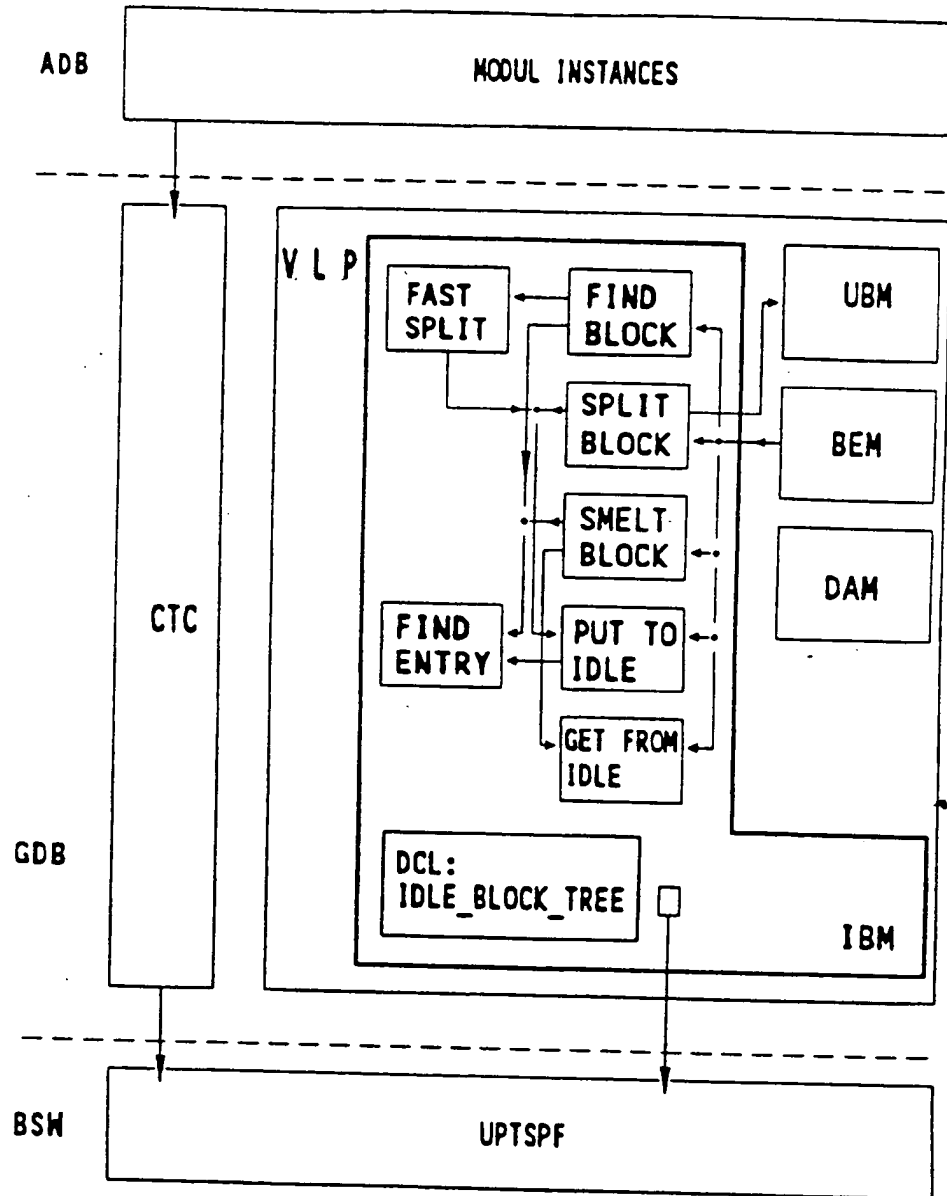 ADB
MODUL INSTANCES
V L P
FAST
SPLIT
FIND
BLOCK
UBM
SPLIT
BLOCK
BEM
SMELT
BLOCK
DAM
CTC
FIND
ENTRY
PUT TO
IDLE
GET FROM
IDLE
GDB
DCL:
IDLE_BLOCK_TREE
IBM
BSW
UPTSPF